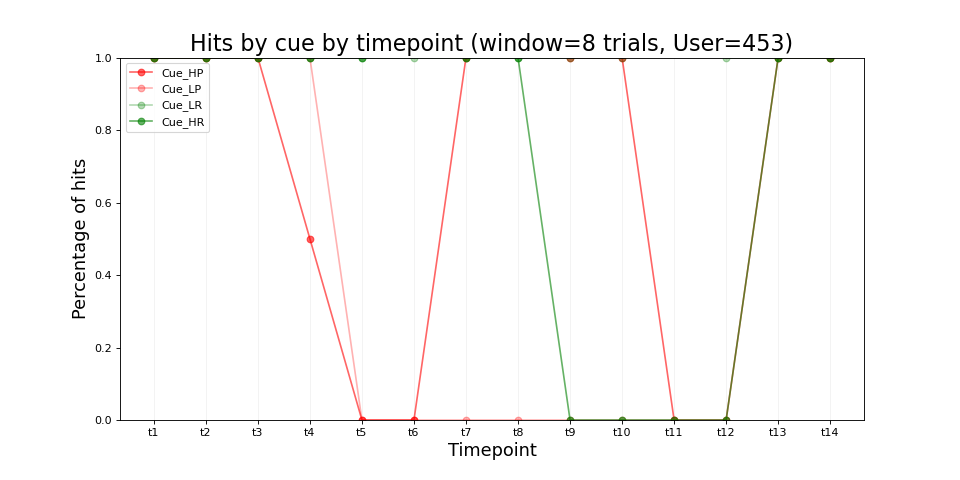 Hits by cue by timepoint (window=8 trials, User=453)
Percentage of hits
1.0
0.8
0.6
0.4
0.2
0.0
Cue_HP
Cue_LP
Cue_LR
Cue_HR
t1 t2 t3 t4 t5 t6 t7 t8 t9 t10 t11 t12 t13 t14
Timepoint